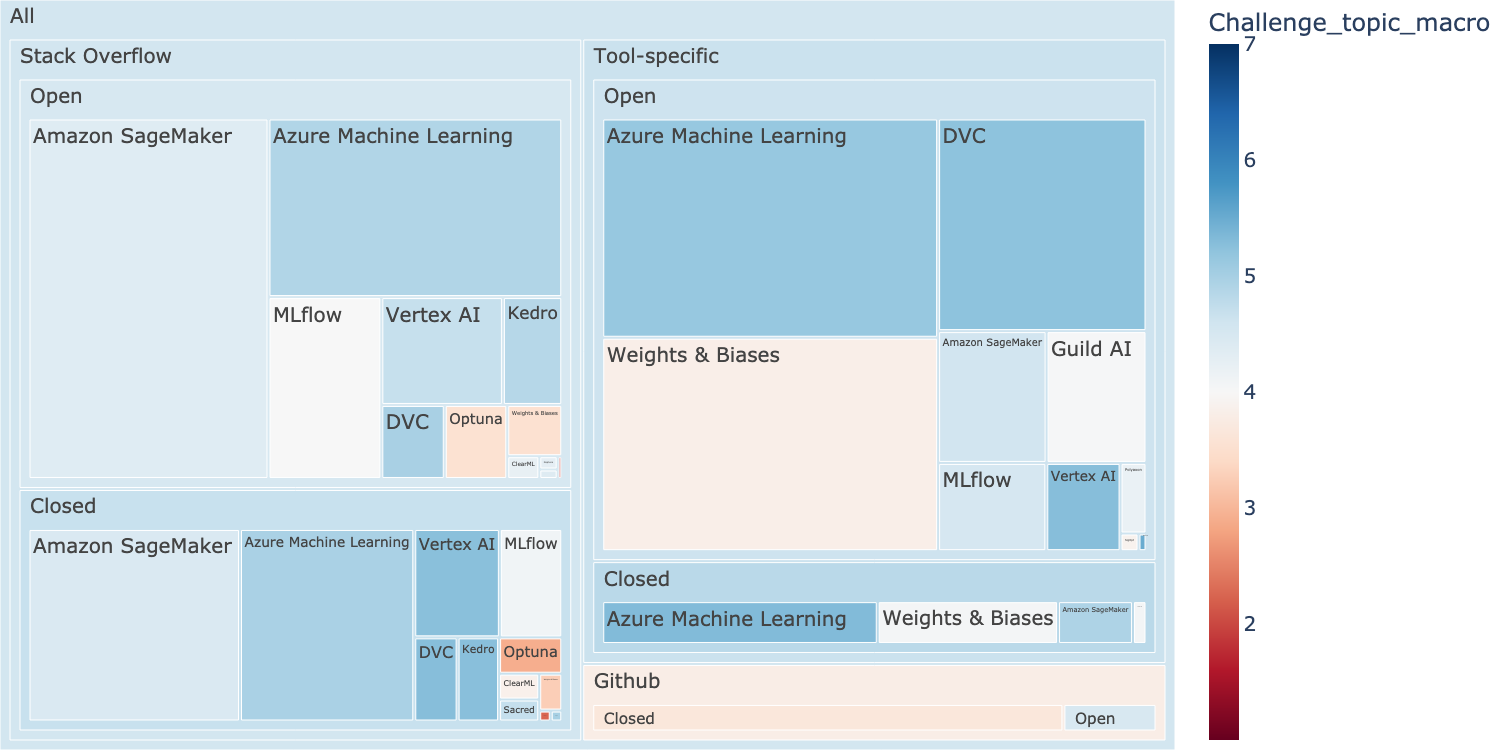 All
Challenge_topic_macro
Stack Overflow
Open
Amazon SageMaker
Azure Machine Learning
MLflow
Vertex AI
Kedro
DVC
Optuna
Weights & Biases
ClearML
Closed
Amazon SageMaker
Azure Machine Learning
Vertex AI
MLflow
DVC
Kedro
Optuna
ClearML
Sacred
Tool-specific
Open
Azure Machine Learning
DVC
Weights & Biases
Amazon SageMaker
Guild AI
MLflow
Vertex AI
Polyaxon
Closed
Azure Machine Learning
Weights & Biases
Amazon SageMaker
Github
Closed
Open
7
6
5
4
3
2